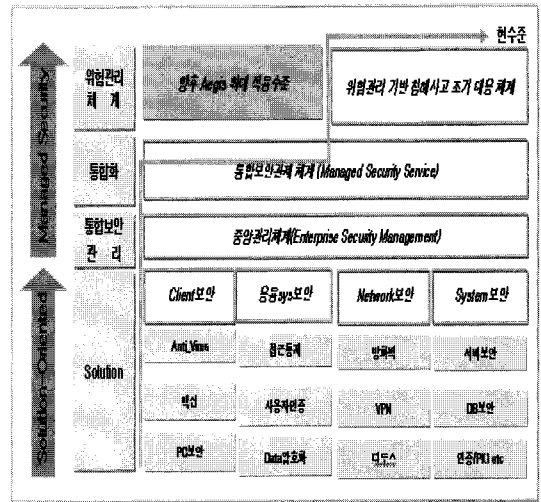 현수준
Managed Security
위험관리
체 계
향후 Aegis 확대 적용수준
위험관리 기반 침해사고 조기 대응 체계
통합화
통합보안관제 체계 (Managed Security Service)
통합보안
관 리
중앙관리체계(Enterprise Security Management)
Solution-Oriented
Solution
Client보안
응용sys보안
Network보안
System보안
Anti_Virus
접근통제
방화벽
서버보안
백신
사용자인증
VPN
DB보안
PC보안
Data암호화
인증(PKI) etc